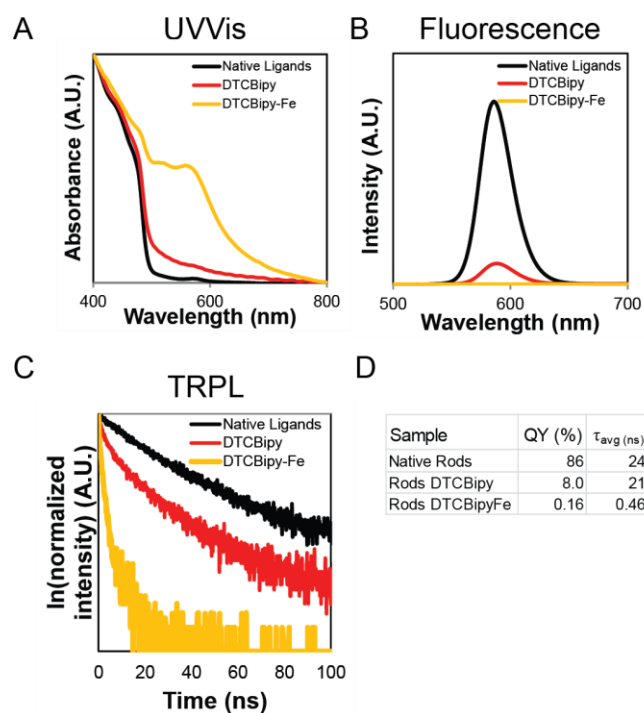 A
UVVis
Native Ligands
DTCBipy
DTCBipy-Fe
Absorbance (A.U.)
400
600
800
Wavelength (nm)
B
Fluorescence
Native Ligands
DTCBipy
DTCBipy-Fe
Intensity (A.U.)
500
600
700
Wavelength (nm)
C
TRPL
Native Ligands
DTCBipy
DTCBipy-Fe
ln(normalized
intensity) (A.U.)
0
20
40
60
80
100
Time (ns)
D
Sample QY (%) τavg (ns)
Native Rods 86 24
Rods DTCBipy 8.0 21
Rods DTCBipyFe 0.16 0.46